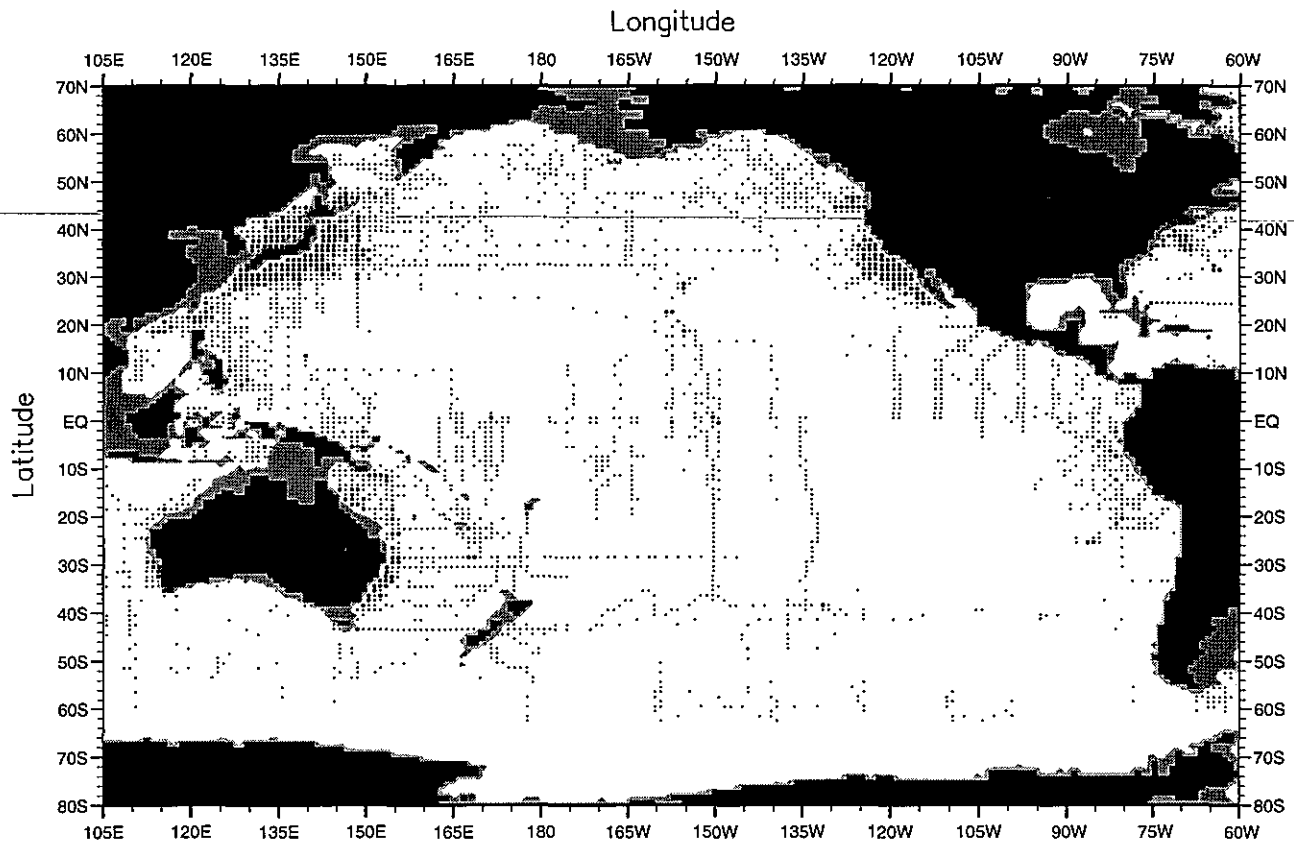 Longitude
105E 120E 135E 150E 165E 180 165W 150W 135W 120W 105W 90W 75W 60W
70N 70N
60N 60N
50N 50N
40N 40N
30N 30N
20N 20N
10N 10N
Latitude
EQ EQ
10S 10S
20S 20S
30S 30S
40S 40S
50S 50S
60S 60S
70S 70S
80S 80S
105E 120E 135E 150E 165E 180 165W 150W 135W 120W 105W 90W 75W 60W